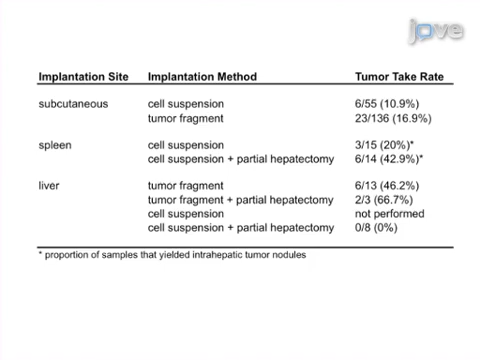 jove
Implantation Site Implantation Method Tumor Take Rate
subcutaneous cell suspension 6/55 (10.9%)
tumor fragment 23/136 (16.9%)
spleen cell suspension 3/15 (20%)*
cell suspension + partial hepatectomy 6/14 (42.9%)*
liver tumor fragment 6/13 (46.2%)
tumor fragment + partial hepatectomy 2/3 (66.7%)
cell suspension not performed
cell suspension + partial hepatectomy 0/8 (0%)
* proportion of samples that yielded intrahepatic tumor nodules